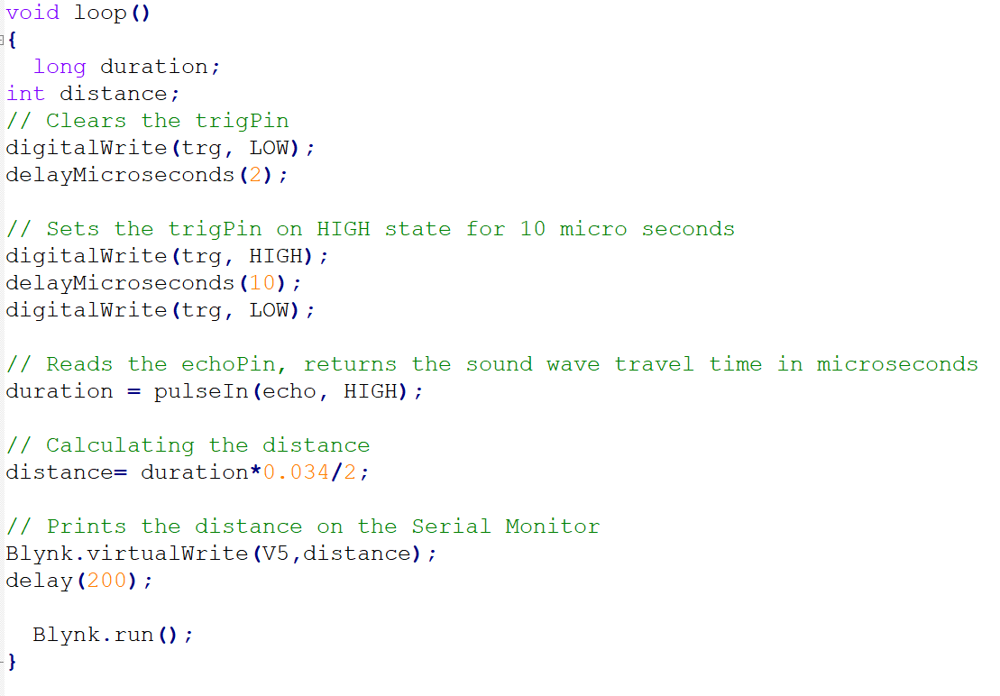 void loop()
{
  long duration;
int distance;
// Clears the trigPin
digitalWrite(trg, LOW);
delayMicroseconds(2);

// Sets the trigPin on HIGH state for 10 micro seconds
digitalWrite(trg, HIGH);
delayMicroseconds(10);
digitalWrite(trg, LOW);

// Reads the echoPin, returns the sound wave travel time in microseconds
duration = pulseIn(echo, HIGH);

// Calculating the distance
distance= duration*0.034/2;

// Prints the distance on the Serial Monitor
Blynk.virtualWrite(V5,distance);
delay(200);

  Blynk.run();
}